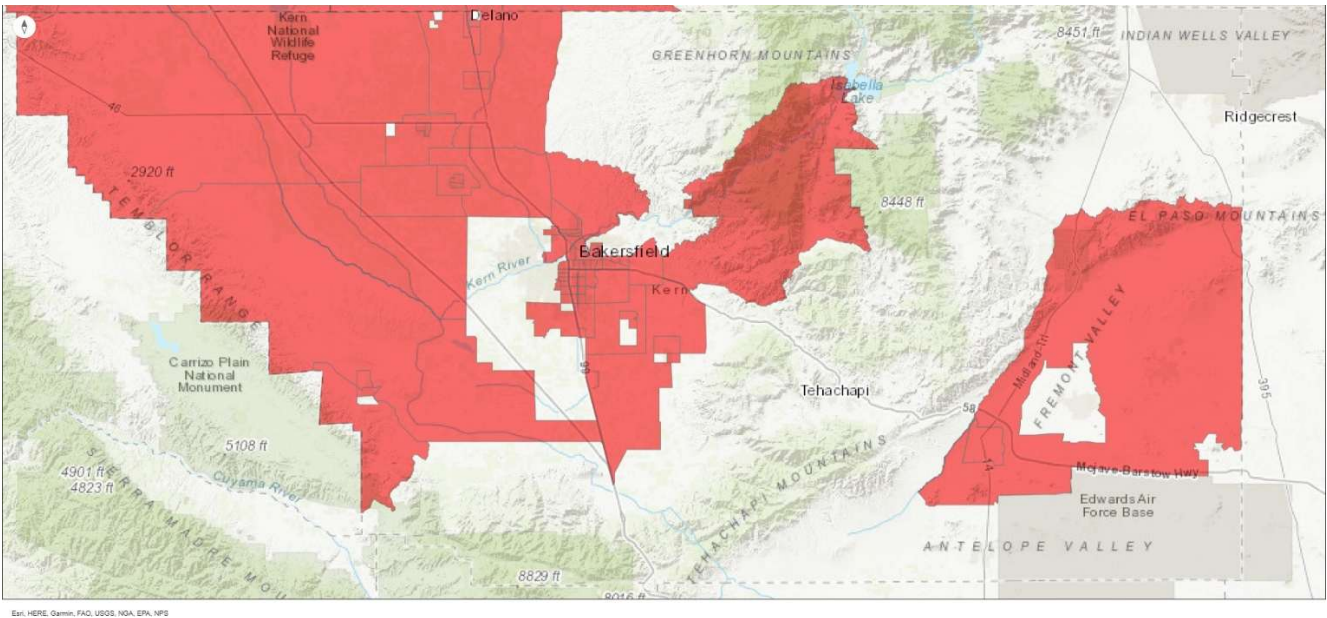 Delano
Kern
National
Wildlife
Refuge
GREENHORN MOUNTAINS
8451 ft
INDIAN WELLS VALLEY
Isabella
Lake
Ridgecrest
46
2920 ft
TEMBLOR RANGE
8448 ft
EL PASO MOUNTAINS
Bakersfield
Kern River
Kern
Carrizo Plain
National
Monument
Midland Trl
FREMONT VALLEY
Tehachapi
99
395
58
5108 ft
4901 ft
4823 ft
Cuyama River
SIERRA MADRE MOU
TEHACHAPI MOUNTAINS
14
Mojave-Barstow Hwy
Edwards Air
Force Base
ANTELOPE VALLEY
8829 ft
8016 ft
Esri, HERE, Garmin, FAO, USGS, NGA, EPA, NPS